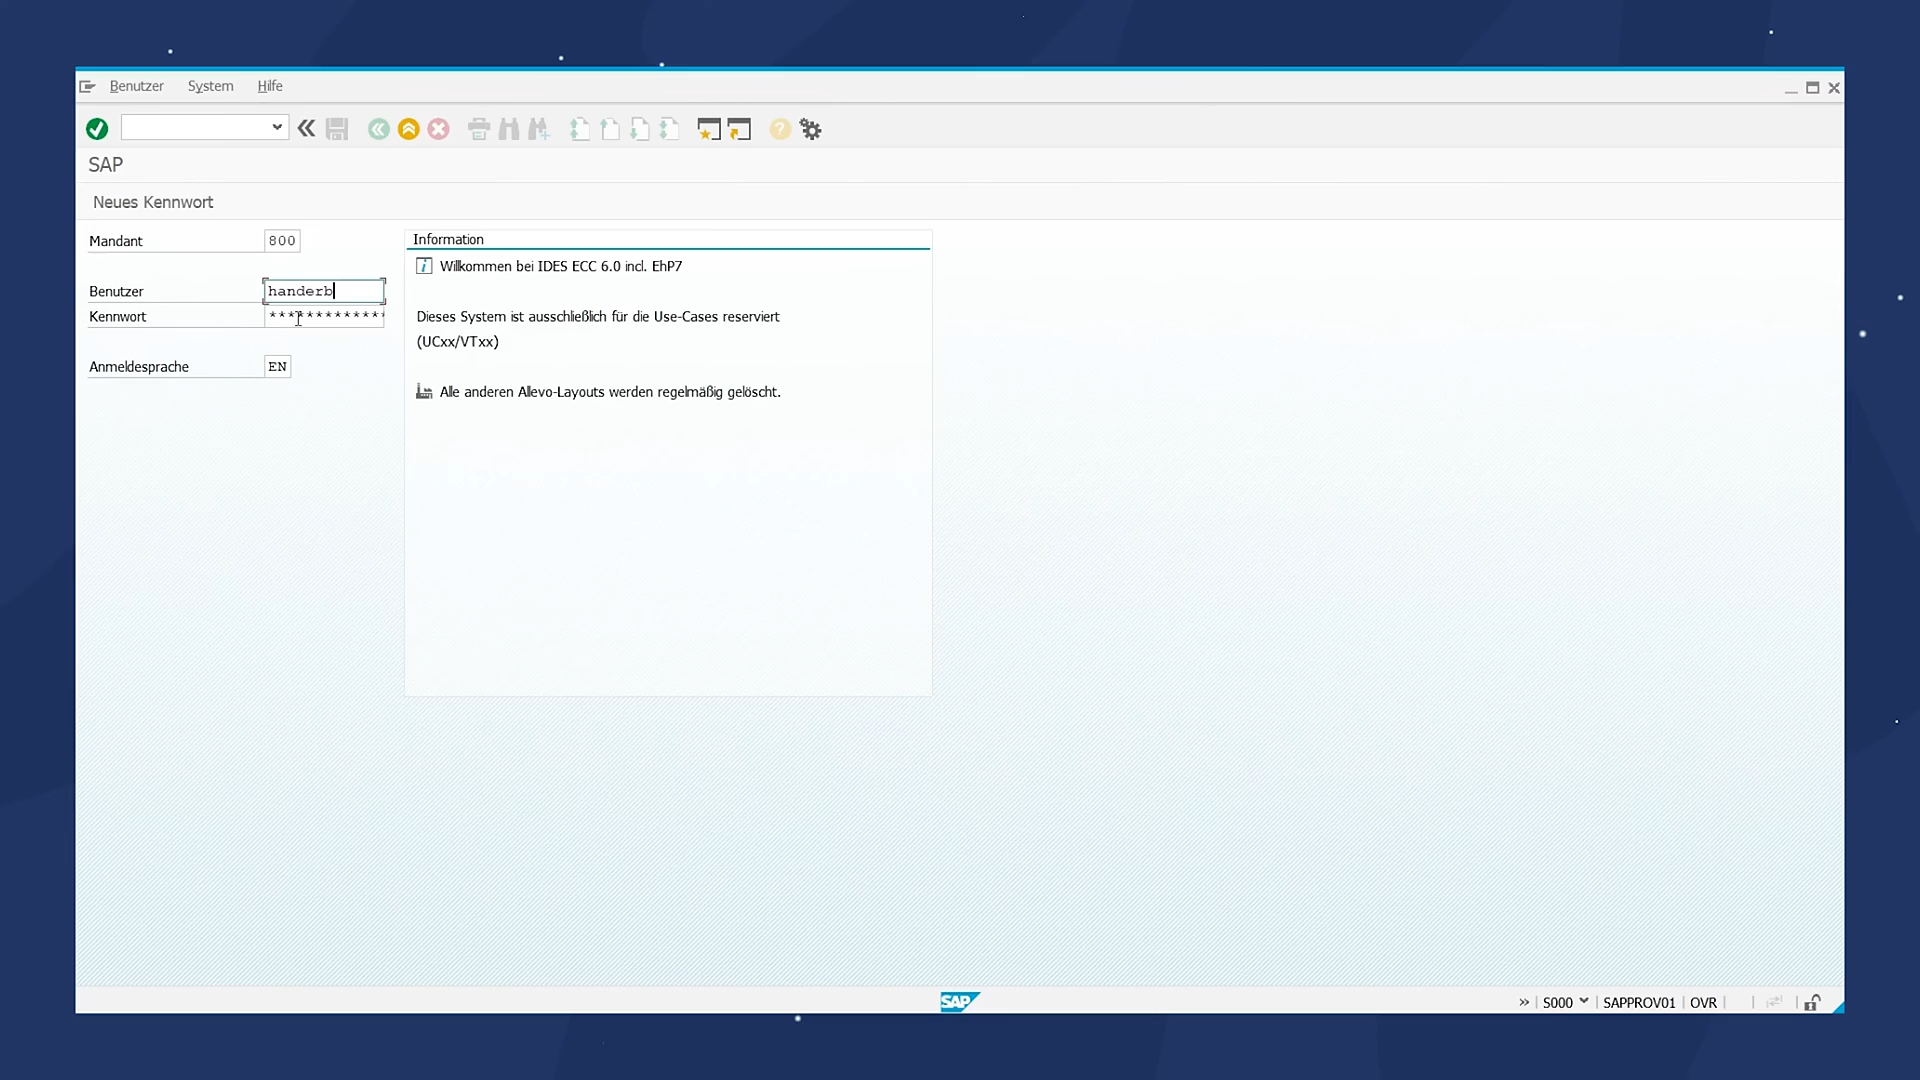 Benutzer System Hilfe
SAP
Neues Kennwort
Mandant 800
Benutzer handerb
Kennwort *************
Anmeldesprache EN
Information
Willkommen bei IDES ECC 6.0 incl. EhP7
Dieses System ist ausschließlich für die Use-Cases reserviert
(UCxx/VTxx)
Alle anderen Allevo-Layouts werden regelmäßig gelöscht.
SAP
S000 SAPPROV01 OVR